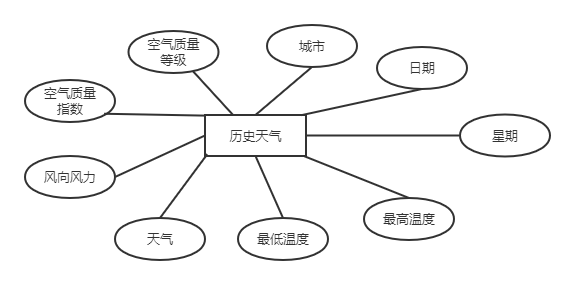 空气质量
等级
城市
日期
空气质量
指数
历史天气
星期
风向风力
天气
最低温度
最高温度